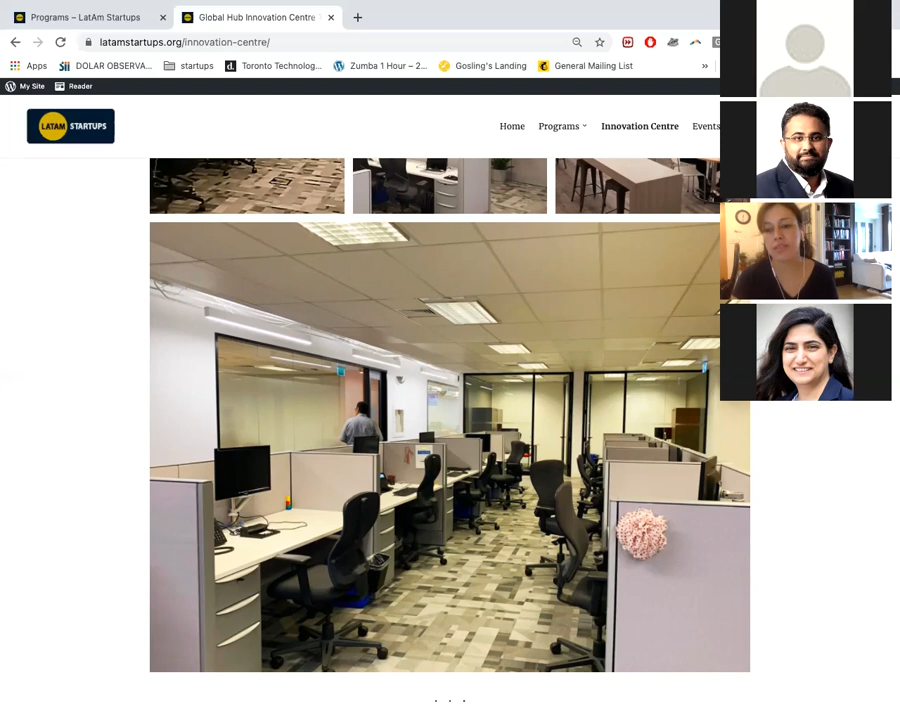 Programs – LatAm Startups
Global Hub Innovation Centre
latamstartups.org/innovation-centre/
Apps
DOLAR OBSERVA...
startups
Toronto Technolog...
Zumba 1 Hour – 2...
Gosling's Landing
General Mailing List
»
My Site
Reader
LATAM STARTUPS
Home
Programs
Innovation Centre
Events